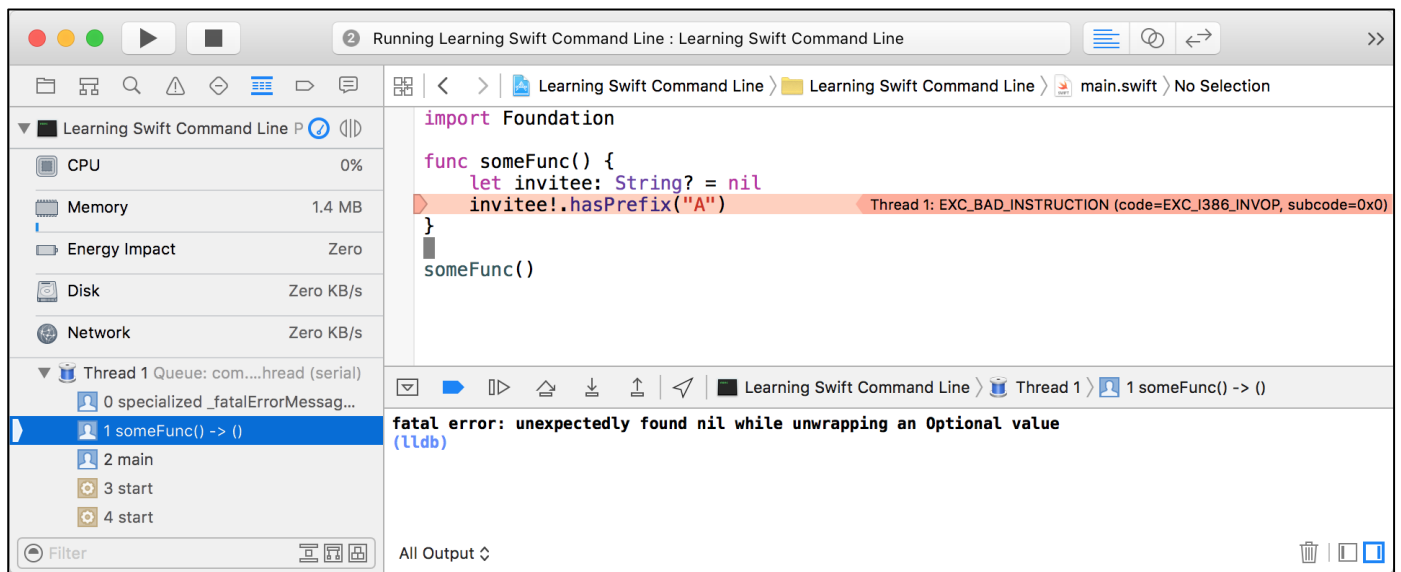 2 Running Learning Swift Command Line : Learning Swift Command Line
Learning Swift Command Line P
CPU 0%
Memory 1.4 MB
Energy Impact Zero
Disk Zero KB/s
Network Zero KB/s
Thread 1 Queue: com....hread (serial)
0 specialized _fatalErrorMessag...
1 someFunc() -> ()
2 main
3 start
4 start
Filter
Learning Swift Command Line Learning Swift Command Line main.swift No Selection
import Foundation
func someFunc() {
let invitee: String? = nil
invitee!.hasPrefix("A") Thread 1: EXC_BAD_INSTRUCTION (code=EXC_I386_INVOP, subcode=0x0)
}
someFunc()
Learning Swift Command Line Thread 1 1 someFunc() -> ()
fatal error: unexpectedly found nil while unwrapping an Optional value
(lldb)
All Output